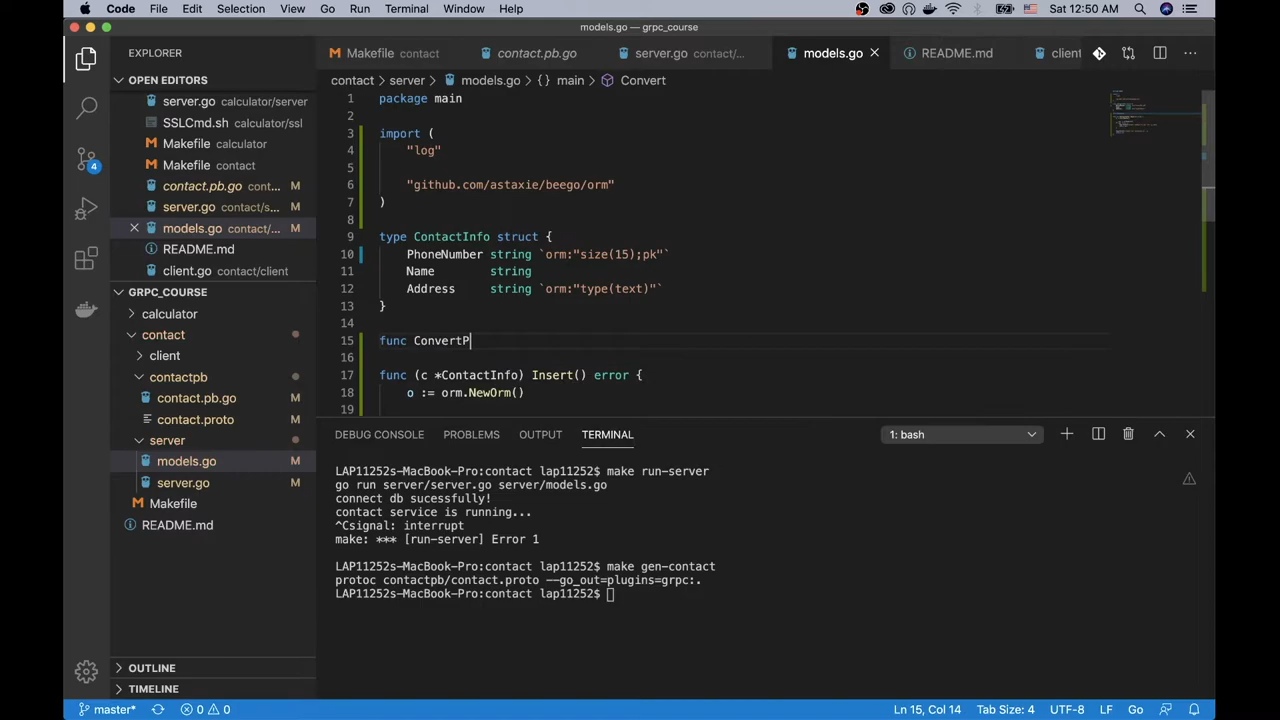 Code File Edit Selection View Go Run Terminal Window Help Sat 12:50 AM
models.go — grpc_course
EXPLORER
Makefile contact contact.pb.go server.go contact/... models.go README.md client
OPEN EDITORS
contact > server > models.go > {} main > Convert
server.go calculator/server
SSLCmd.sh calculator/ssl
Makefile calculator
Makefile contact
contact.pb.go cont... M
server.go contact/s... M
models.go contact/... M
README.md
client.go contact/client
GRPC_COURSE
calculator
contact
client
contactpb
contact.pb.go M
contact.proto M
server
models.go M
server.go M
Makefile
README.md
OUTLINE
TIMELINE
4
1 package main
2
3 import (
4 "log"
5
6 "github.com/astaxie/beego/orm"
7 )
8
9 type ContactInfo struct {
10 PhoneNumber string `orm:"size(15);pk"`
11 Name string
12 Address string `orm:"type(text)"`
13 }
14
15 func ConvertP
16
17 func (c *ContactInfo) Insert() error {
18 o := orm.NewOrm()
19
DEBUG CONSOLE PROBLEMS OUTPUT TERMINAL 1: bash
LAP11252s-MacBook-Pro:contact lap11252$ make run-server
go run server/server.go server/models.go
connect db sucessfully!
contact service is running...
^Csignal: interrupt
make: *** [run-server] Error 1
LAP11252s-MacBook-Pro:contact lap11252$ make gen-contact
protoc contactpb/contact.proto --go_out=plugins=grpc:.
LAP11252s-MacBook-Pro:contact lap11252$
master* 0 0 Ln 15, Col 14 Tab Size: 4 UTF-8 LF Go